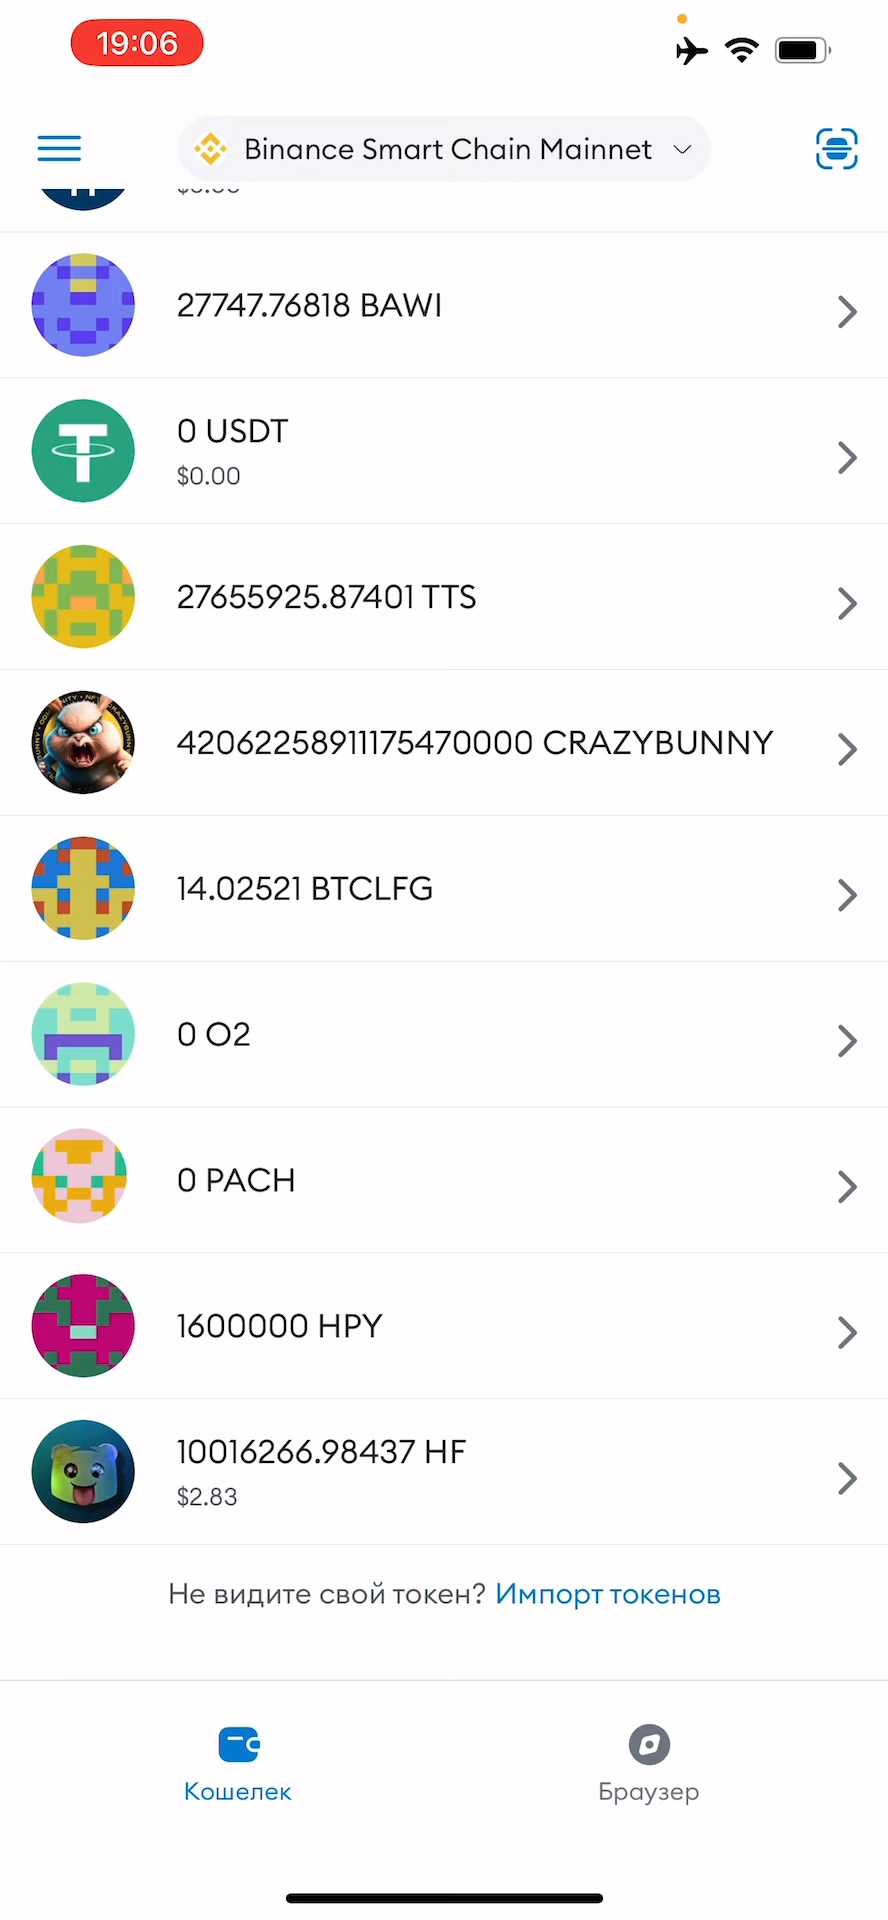 19:06
Binance Smart Chain Mainnet
27747.76818 BAWI
0 USDT
$0.00
27655925.87401 TTS
42062258911175470000 CRAZYBUNNY
14.02521 BTCLFG
0 O2
0 PACH
1600000 HPY
10016266.98437 HF
$2.83
Не видите свой токен? Импорт токенов
Кошелек
Браузер